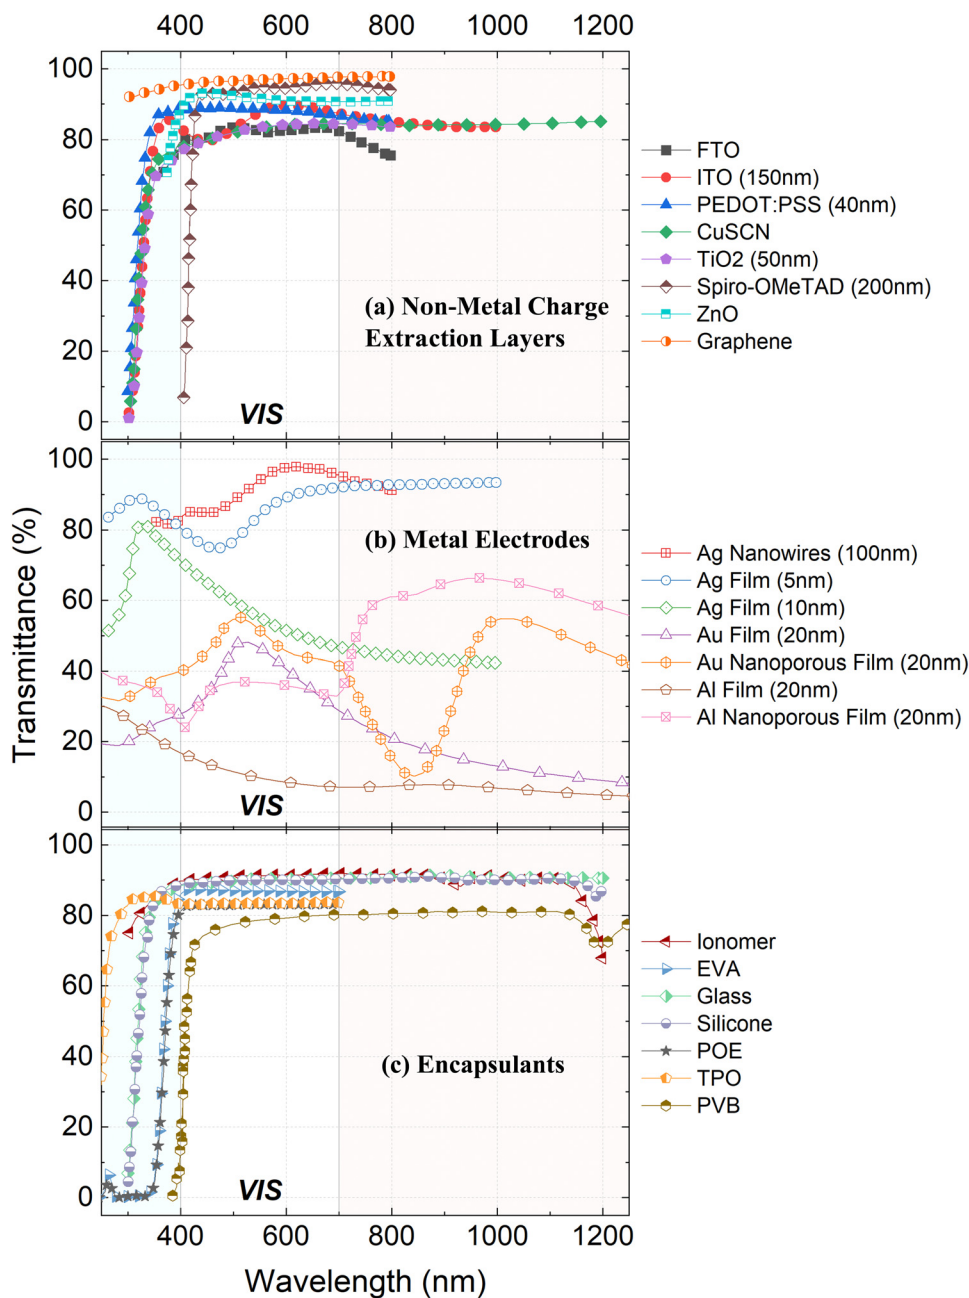 400 600 800 1000 1200
100
80
60
40
20
0
(a) Non-Metal Charge
Extraction Layers
VIS
FTO
ITO (150nm)
PEDOT:PSS (40nm)
CuSCN
TiO2 (50nm)
Spiro-OMeTAD (200nm)
ZnO
Graphene
Transmittance (%)
100
80
60
40
20
0
(b) Metal Electrodes
VIS
Ag Nanowires (100nm)
Ag Film (5nm)
Ag Film (10nm)
Au Film (20nm)
Au Nanoporous Film (20nm)
Al Film (20nm)
Al Nanoporous Film (20nm)
100
80
60
40
20
0
(c) Encapsulants
VIS
Ionomer
EVA
Glass
Silicone
POE
TPO
PVB
400 600 800 1000 1200
Wavelength (nm)